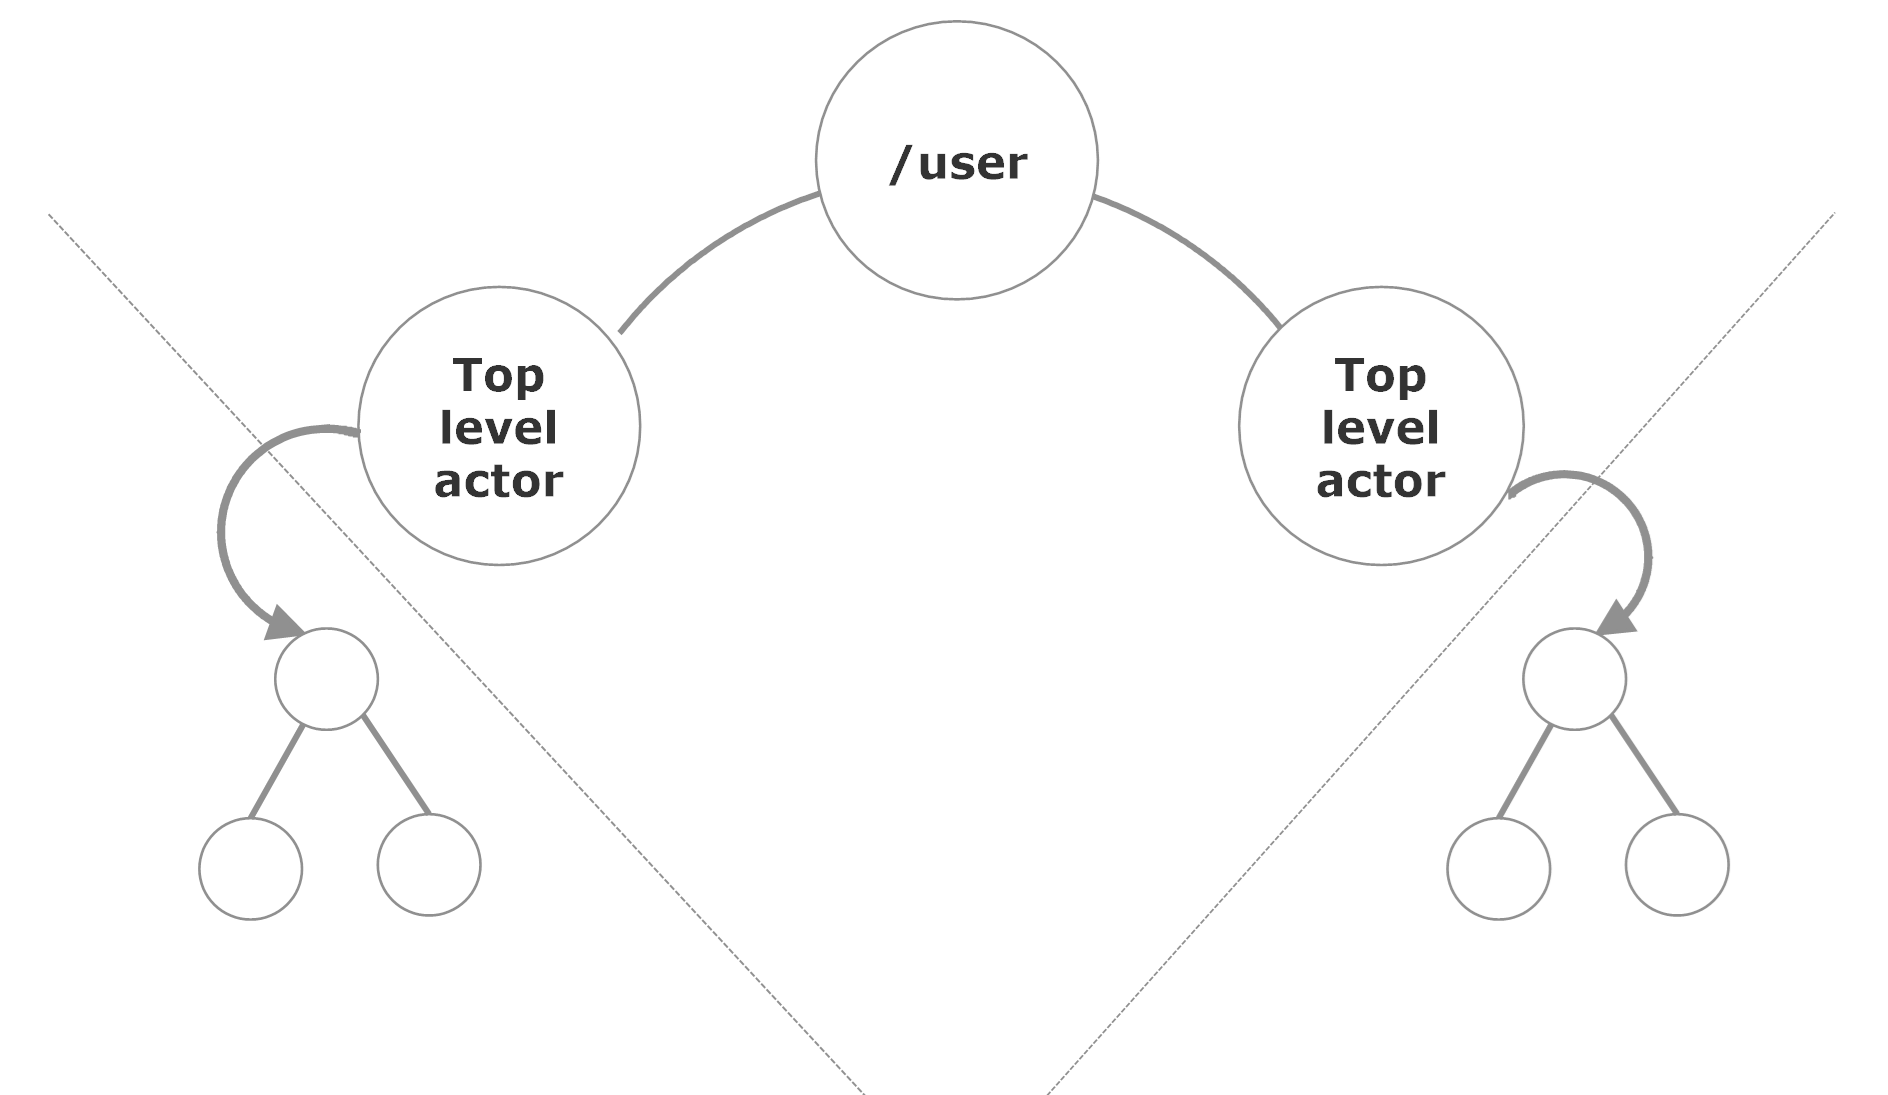 /user
Top
level
actor
Top
level
actor